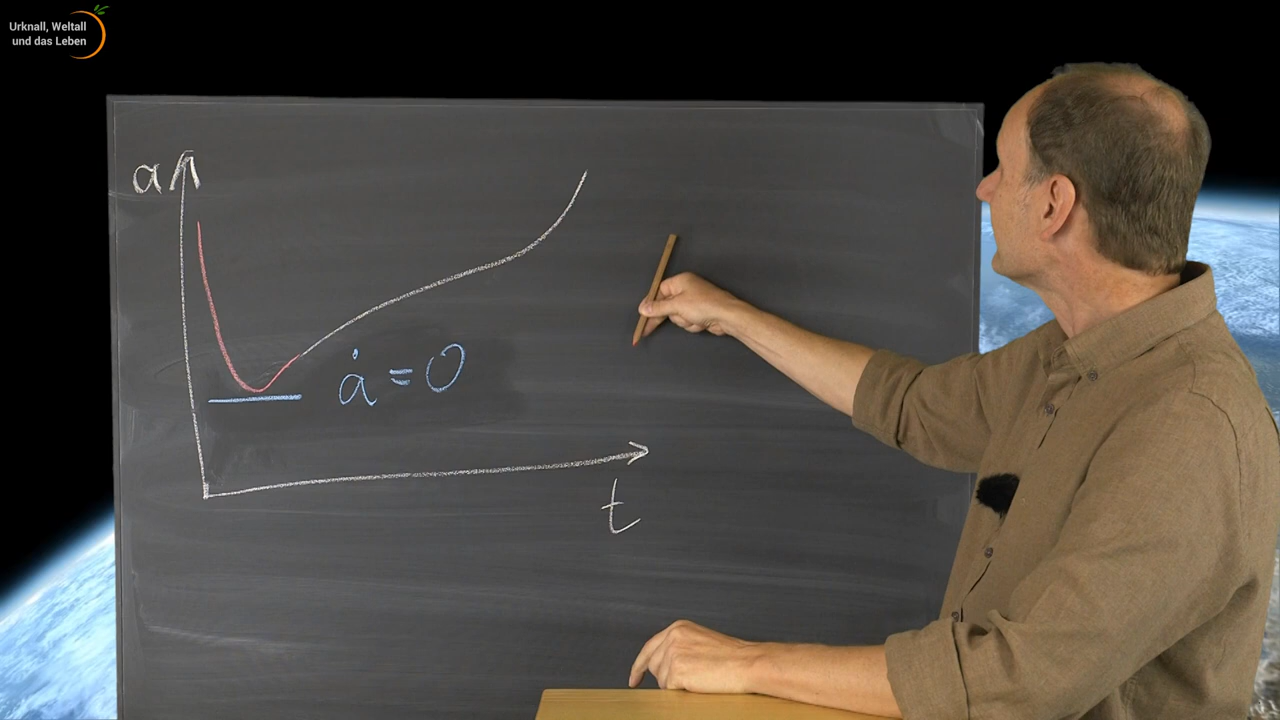 Urknall, Weltall
und das Leben
a
ȧ = 0
t